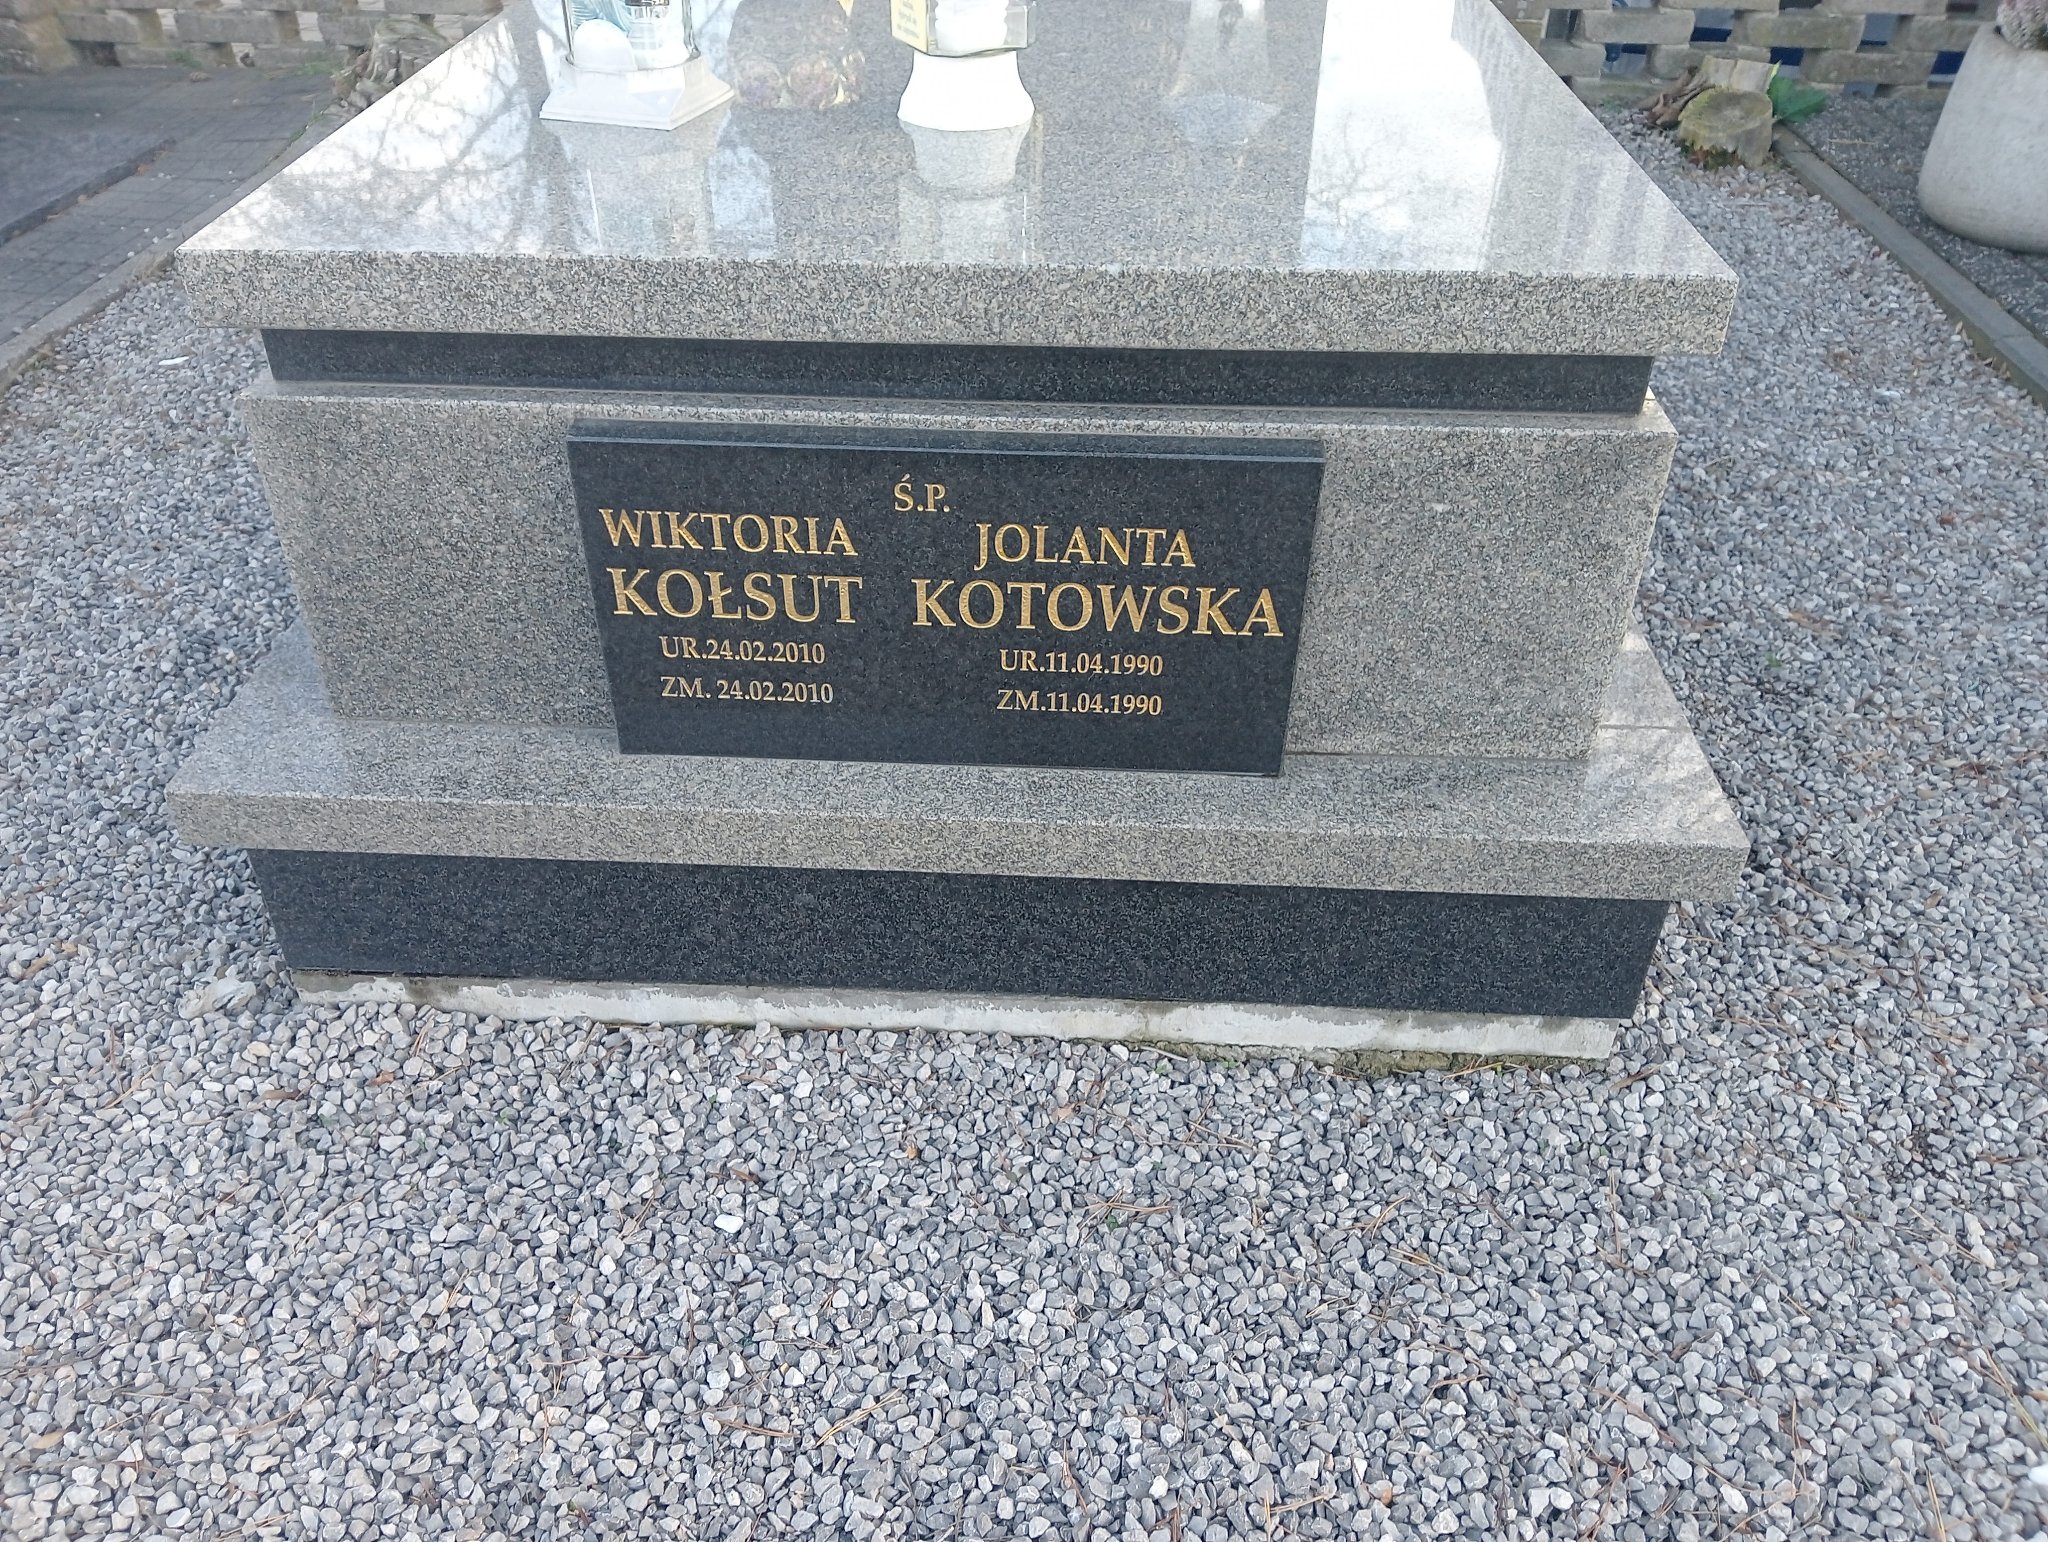 Ś.P.
WIKTORIA
KOŁSUT
UR.24.02.2010
ZM. 24.02.2010
JOLANTA
KOTOWSKA
UR.11.04.1990
ZM.11.04.1990